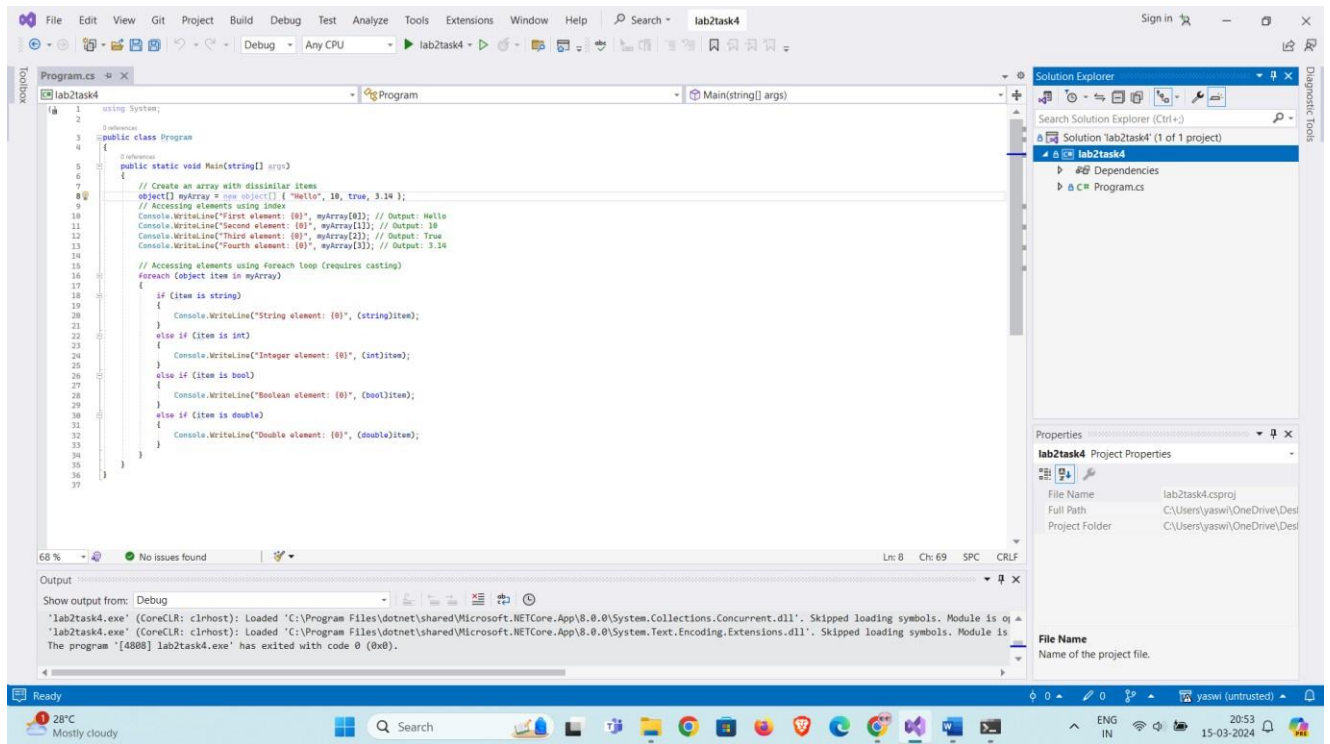 File Edit View Git Project Build Debug Test Analyze Tools Extensions Window Help Search lab2task4 Sign in
Debug Any CPU lab2task4
Toolbox
Program.cs
lab2task4 Program Main(string[] args)
1 using System;
2
0 references
3 public class Program
4 {
0 references
5 public static void Main(string[] args)
6 {
7 // Create an array with dissimilar items
8 object[] myArray = new object[] { "Hello", 10, true, 3.14 };
9 // Accessing elements using index
10 Console.WriteLine("First element: {0}", myArray[0]); // Output: Hello
11 Console.WriteLine("Second element: {0}", myArray[1]); // Output: 10
12 Console.WriteLine("Third element: {0}", myArray[2]); // Output: True
13 Console.WriteLine("Fourth element: {0}", myArray[3]); // Output: 3.14
14
15 // Accessing elements using foreach loop (requires casting)
16 foreach (object item in myArray)
17 {
18 if (item is string)
19 {
20 Console.WriteLine("String element: {0}", (string)item);
21 }
22 else if (item is int)
23 {
24 Console.WriteLine("Integer element: {0}", (int)item);
25 }
26 else if (item is bool)
27 {
28 Console.WriteLine("Boolean element: {0}", (bool)item);
29 }
30 else if (item is double)
31 {
32 Console.WriteLine("Double element: {0}", (double)item);
33 }
34 }
35 }
36 }
37
68 % No issues found Ln: 8 Ch: 69 SPC CRLF
Output
Show output from: Debug
'lab2task4.exe' (CoreCLR: clrhost): Loaded 'C:\Program Files\dotnet\shared\Microsoft.NETCore.App\8.0.0\System.Collections.Concurrent.dll'. Skipped loading symbols. Module is op
'lab2task4.exe' (CoreCLR: clrhost): Loaded 'C:\Program Files\dotnet\shared\Microsoft.NETCore.App\8.0.0\System.Text.Encoding.Extensions.dll'. Skipped loading symbols. Module is
The program '[4808] lab2task4.exe' has exited with code 0 (0x0).
Solution Explorer
Search Solution Explorer (Ctrl+;)
Solution 'lab2task4' (1 of 1 project)
lab2task4
Dependencies
C# Program.cs
Diagnostic Tools
Properties
lab2task4 Project Properties
File Name lab2task4.csproj
Full Path C:\Users\yaswi\OneDrive\Des
Project Folder C:\Users\yaswi\OneDrive\Des
File Name
Name of the project file.
Ready 0 0 yaswi (untrusted)
28°C
Mostly cloudy
Search
ENG
IN
20:53
15-03-2024
PRE